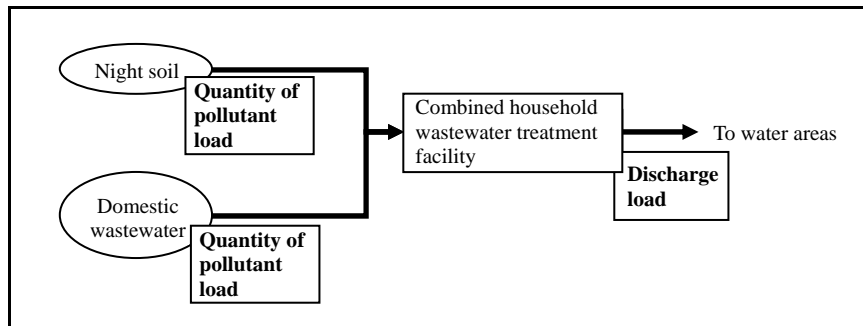 Night soil
Quantity of
pollutant
load
Combined household
wastewater treatment
facility
To water areas
Discharge
load
Domestic
wastewater
Quantity of
pollutant
load